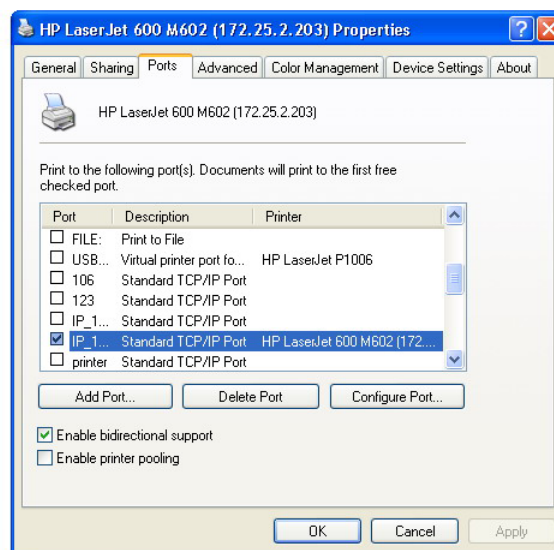 HP LaserJet 600 M602 (172.25.2.203) Properties
General Sharing Ports Advanced Color Management Device Settings About
HP LaserJet 600 M602 (172.25.2.203)
Print to the following port(s). Documents will print to the first free
checked port.
Port Description Printer
FILE: Print to File
USB... Virtual printer port fo... HP LaserJet P1006
106 Standard TCP/IP Port
123 Standard TCP/IP Port
IP_1... Standard TCP/IP Port
IP_1... Standard TCP/IP Port HP LaserJet 600 M602 (172....
printer Standard TCP/IP Port
Add Port... Delete Port Configure Port...
Enable bidirectional support
Enable printer pooling
OK Cancel Apply